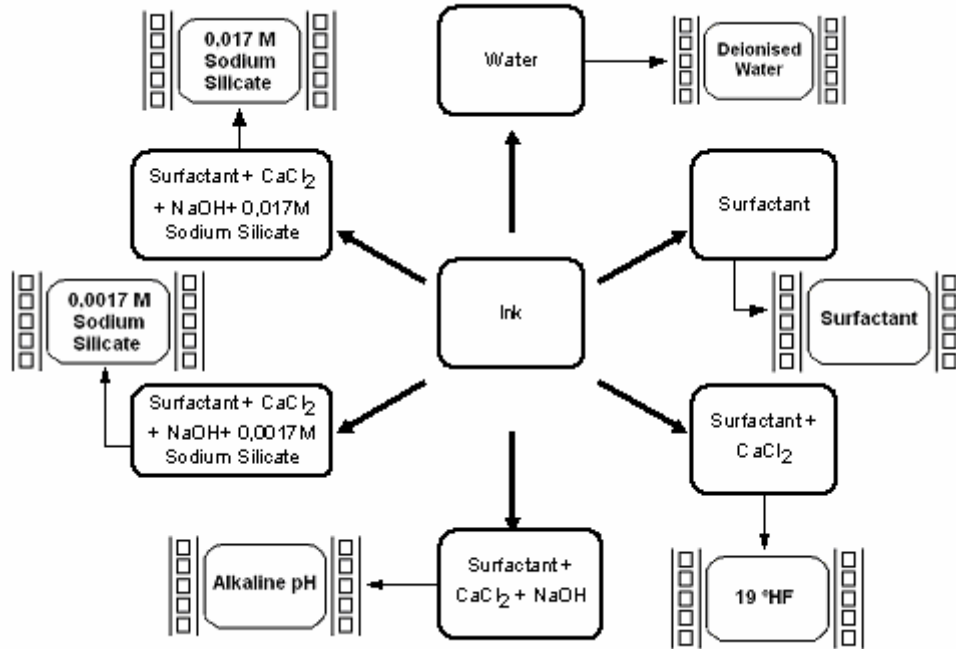 0,017 M
Sodium
Silicate
Water
Deionised
Water
Surfactant + CaCl₂
+ NaOH+ 0,017M
Sodium Silicate
Surfactant
0,0017 M
Sodium
Silicate
Ink
Surfactant
Surfactant + CaCl₂
+ NaOH+ 0,0017M
Sodium Silicate
Surfactant +
CaCl₂
Alkaline pH
Surfactant +
CaCl₂ + NaOH
19 ºHF